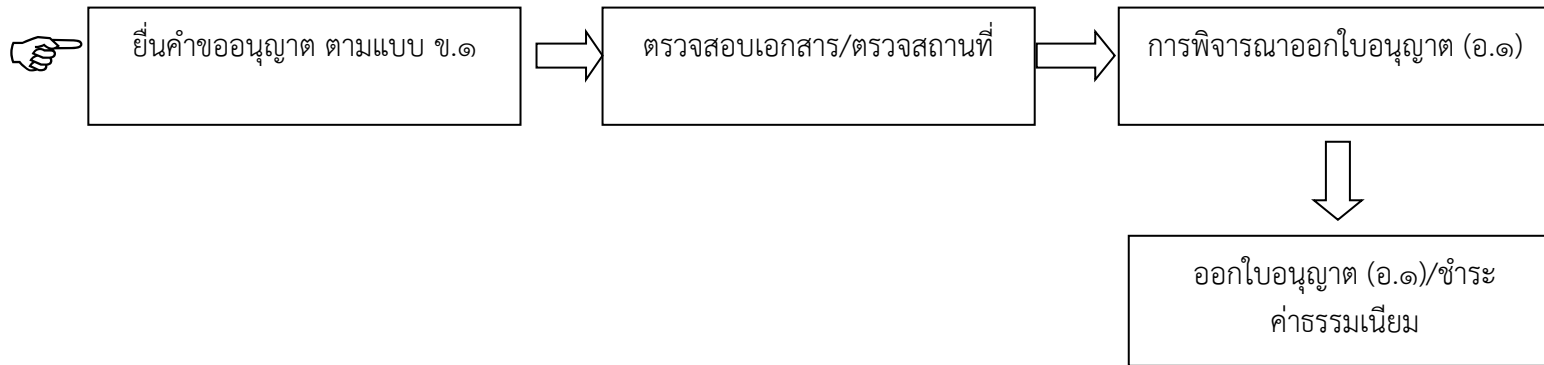 ยื่นคำขออนุญาต ตามแบบ ข.๑
ตรวจสอบเอกสาร/ตรวจสถานที่
การพิจารณาออกใบอนุญาต (อ.๑)
ออกใบอนุญาต (อ.๑)/ชำระ
ค่าธรรมเนียม